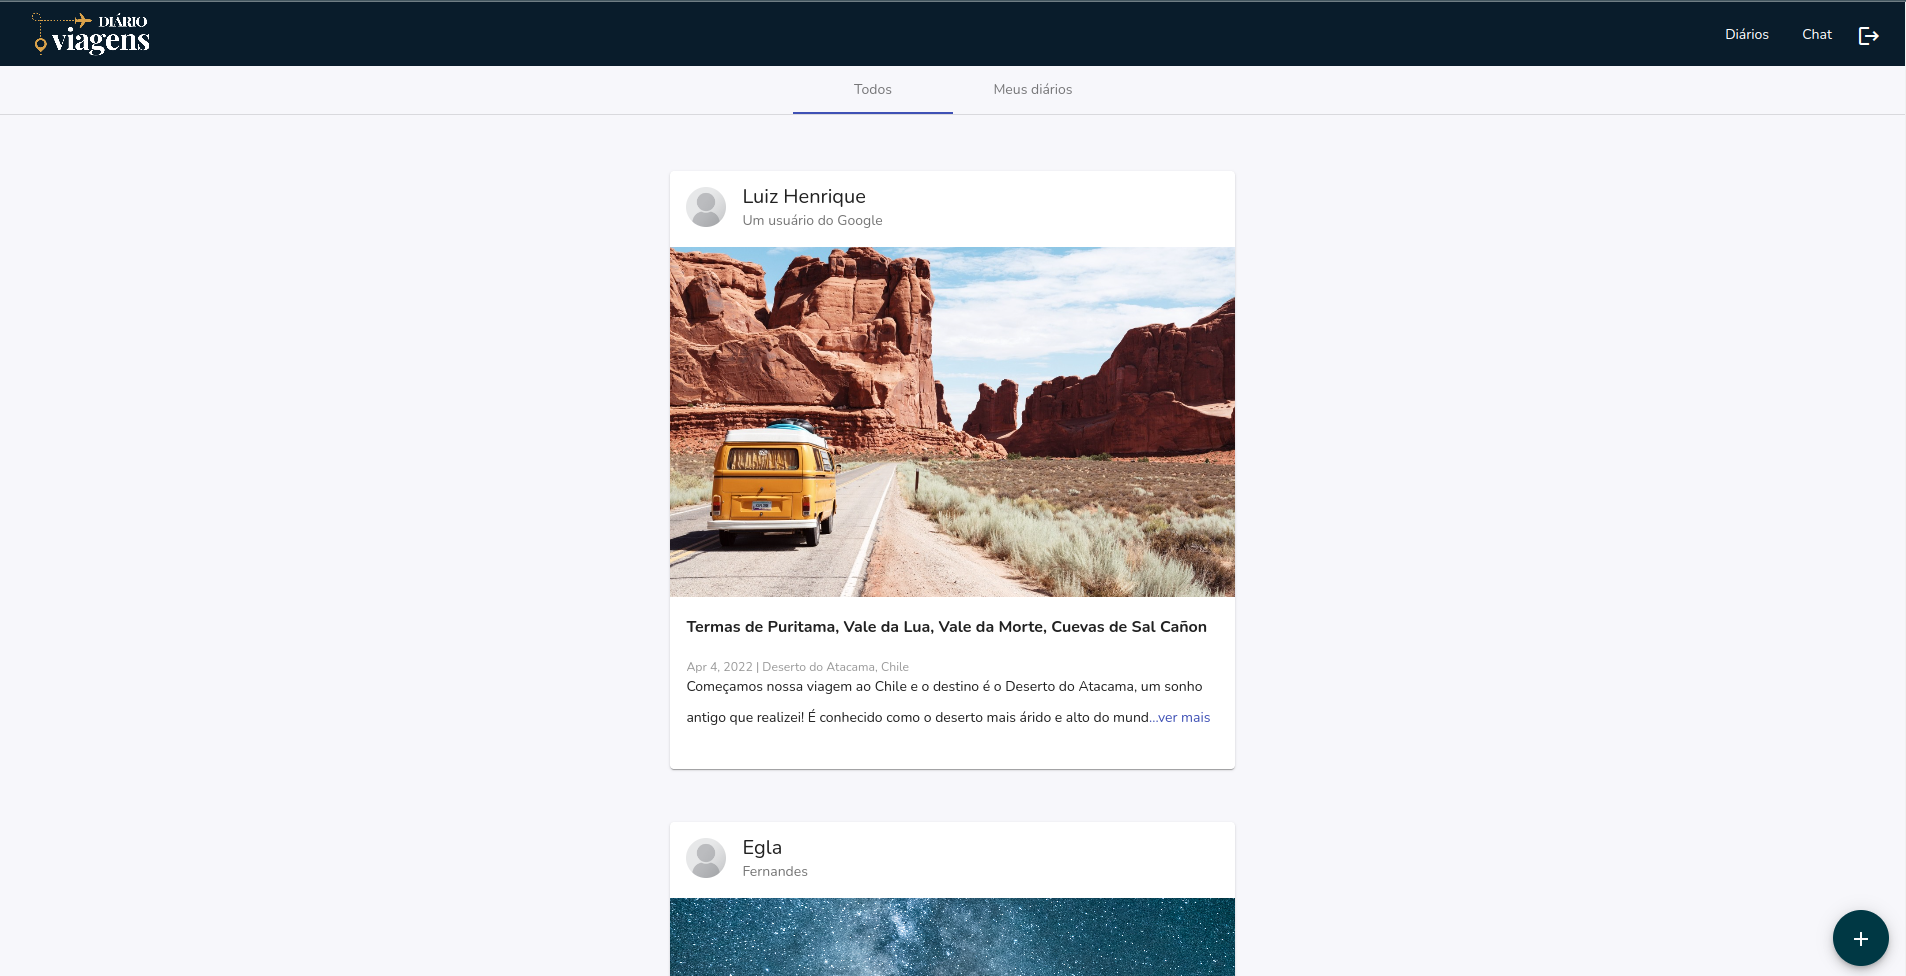 DIÁRIO
viagens
Diários
Chat
Todos
Meus diários
Luiz Henrique
Um usuário do Google
Termas de Puritama, Vale da Lua, Vale da Morte, Cuevas de Sal Cañon
Apr 4, 2022 | Deserto do Atacama, Chile
Começamos nossa viagem ao Chile e o destino é o Deserto do Atacama, um sonho
antigo que realizei! É conhecido como o deserto mais árido e alto do mund...ver mais
Egla
Fernandes
+